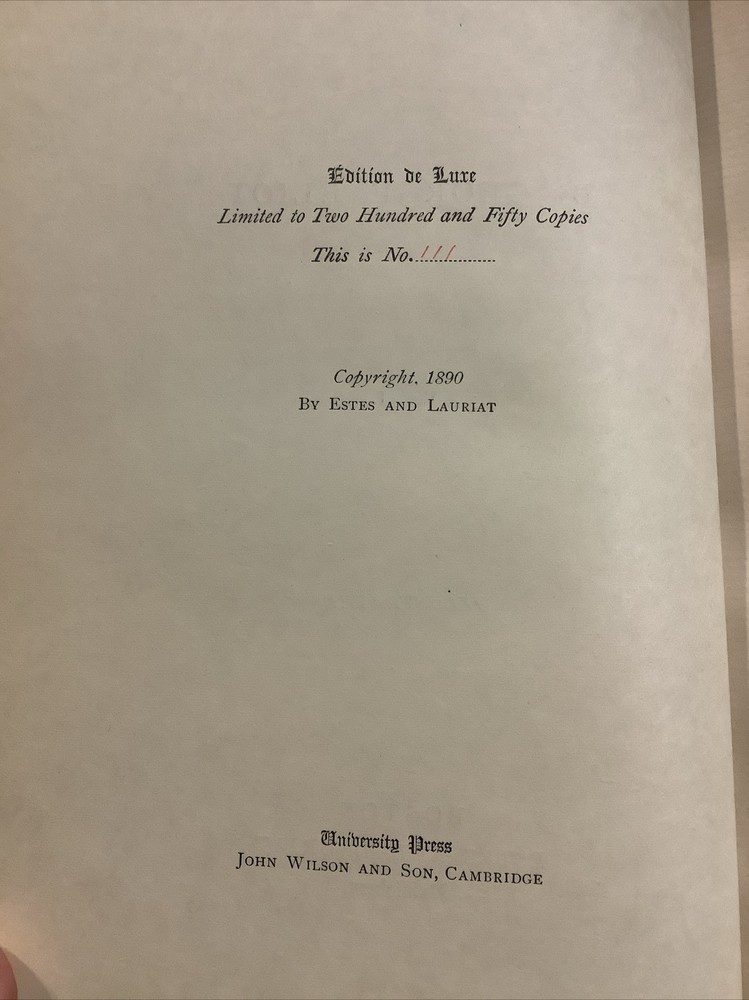 Édition de Luxe
Limited to Two Hundred and Fifty Copies
This is No. 111
Copyright, 1890
By Estes and Lauriat
University Press
John Wilson and Son, Cambridge